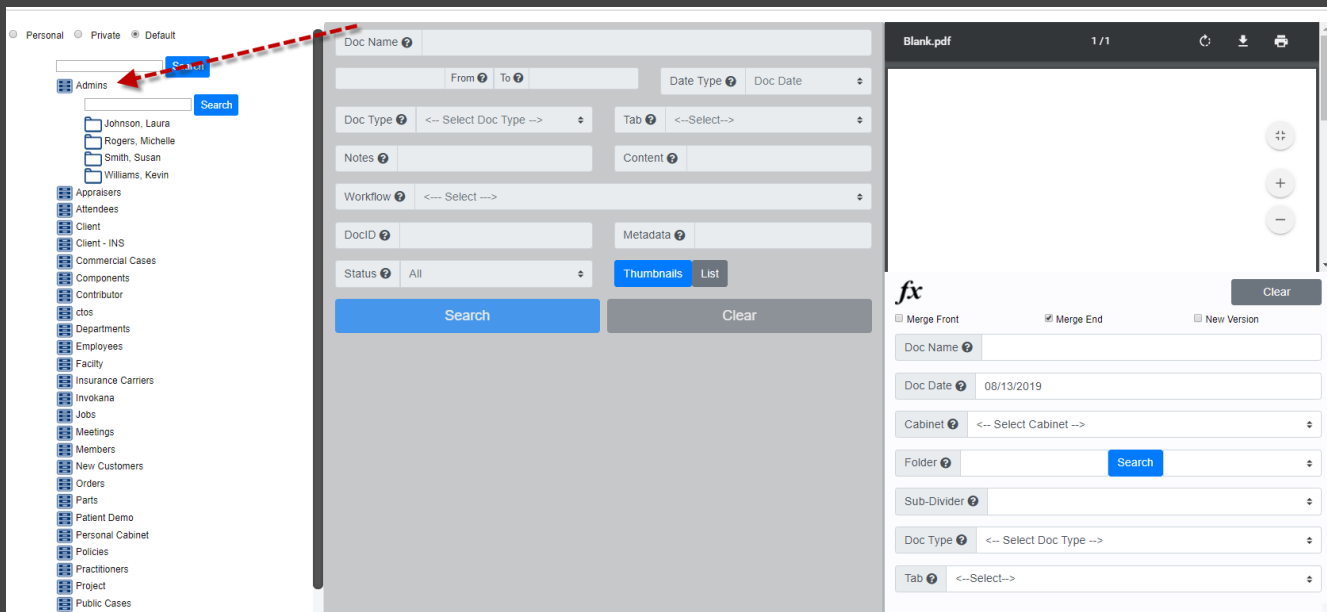 Personal Private Default
Search
Admins
Search
Johnson, Laura
Rogers, Michelle
Smith, Susan
Williams, Kevin
Appraisers
Attendees
Client
Client - INS
Commercial Cases
Components
Contributor
ctos
Departments
Employees
Facilty
Insurance Carriers
Invokana
Jobs
Meetings
Members
New Customers
Orders
Parts
Patient Demo
Personal Cabinet
Policies
Practitioners
Project
Public Cases
Doc Name ?
From ? To ? Date Type ? Doc Date
Doc Type ? <-- Select Doc Type --> Tab ? <--Select-->
Notes ? Content ?
Workflow ? <--- Select --->
DocID ? Metadata ?
Status ? All Thumbnails List
Search Clear
Blank.pdf 1 / 1
fx Clear
Merge Front Merge End New Version
Doc Name ?
Doc Date ? 08/13/2019
Cabinet ? <-- Select Cabinet -->
Folder ? Search
Sub-Divider ?
Doc Type ? <-- Select Doc Type -->
Tab ? <--Select-->